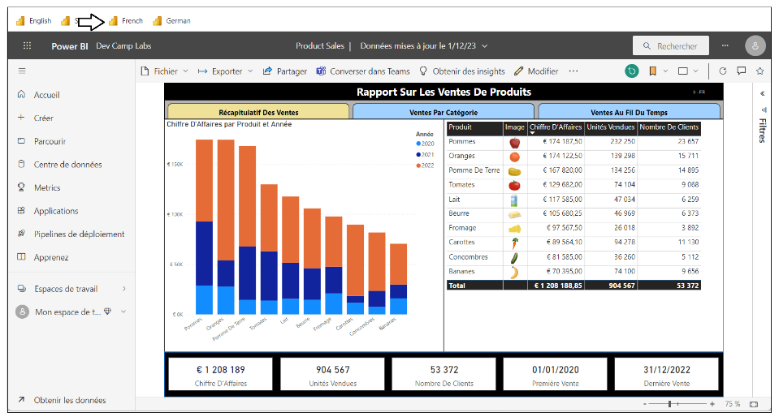 English
French
German
Power BI Dev Camp Labs
Product Sales | Données mises à jour le 1/12/23
Rechercher
Fichier
Exporter
Partager
Converser dans Teams
Obtenir des insights
Modifier
Accueil
Créer
Parcourir
Centre de données
Metrics
Applications
Pipelines de déploiement
Apprenez
Espaces de travail
Mon espace de t...
Obtenir les données
Rapport Sur Les Ventes De Produits
FR
Récapitulatif Des Ventes
Ventes Par Catégorie
Ventes Au Fil Du Temps
Chiffre D'Affaires par Produit et Année
Année
2020
2021
2022
€ 150K
€ 100K
€ 50K
€ 0K
Pommes
Oranges
Pomme De Terre
Tomates
Lait
Beurre
Fromage
Carottes
Concombres
Bananes
Produit Image Chiffre D'Affaires Unités Vendues Nombre De Clients
Pommes € 174 187,50 232 250 23 657
Oranges € 174 122,50 139 298 15 711
Pomme De Terre € 167 820,00 134 256 14 895
Tomates € 129 682,00 74 104 9 068
Lait € 117 585,00 47 034 6 259
Beurre € 105 680,25 46 969 6 373
Fromage € 97 567,50 26 018 3 892
Carottes € 89 564,10 94 278 11 130
Concombres € 81 585,00 36 260 5 112
Bananes € 70 395,00 74 100 9 656
Total € 1 208 188,85 904 567 53 372
€ 1 208 189
Chiffre D'Affaires
904 567
Unités Vendues
53 372
Nombre De Clients
01/01/2020
Première Vente
31/12/2022
Dernière Vente
Filtres
75 %